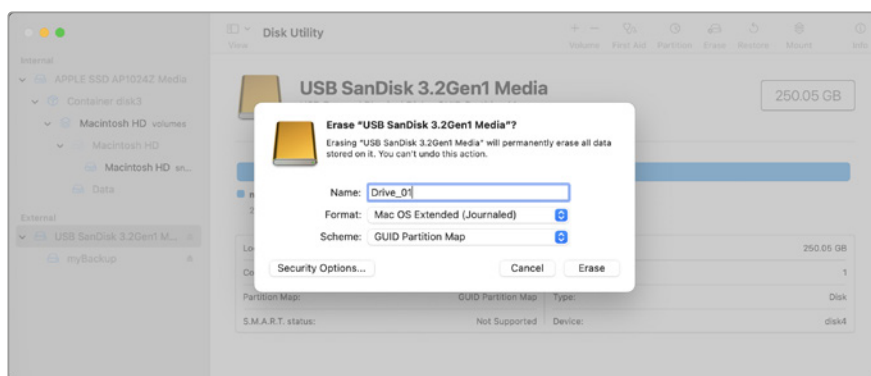 Disk Utility
View
Volume First Aid Partition Erase Restore Mount Info
Internal
APPLE SSD AP1024Z Media
Container disk3
Macintosh HD volumes
Macintosh HD
Macintosh HD sn...
Data
External
USB SanDisk 3.2Gen1 M...
myBackup
USB SanDisk 3.2Gen1 Media
250.05 GB
Erase “USB SanDisk 3.2Gen1 Media”?
Erasing “USB SanDisk 3.2Gen1 Media” will permanently erase all data
stored on it. You can’t undo this action.
Name: Drive_01
Format: Mac OS Extended (Journaled)
Scheme: GUID Partition Map
Security Options... Cancel Erase
250.05 GB
1
Partition Map: GUID Partition Map Type: Disk
S.M.A.R.T. status: Not Supported Device: disk4